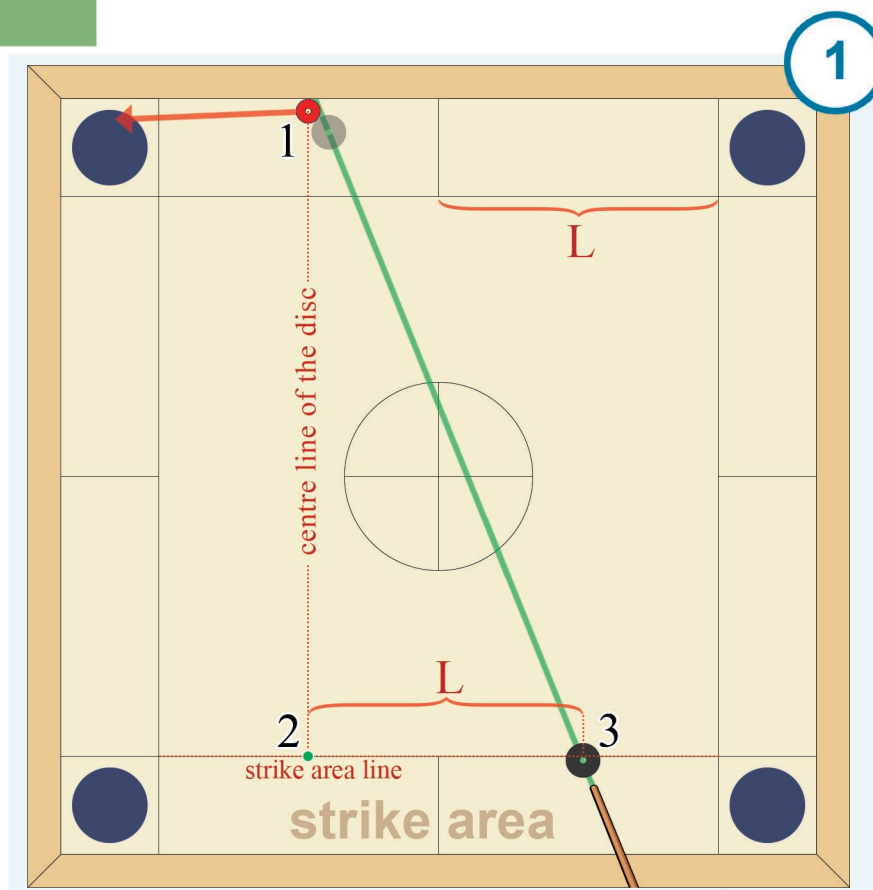 1
1
L
centre line of the disc
L
2
3
strike area line
strike area